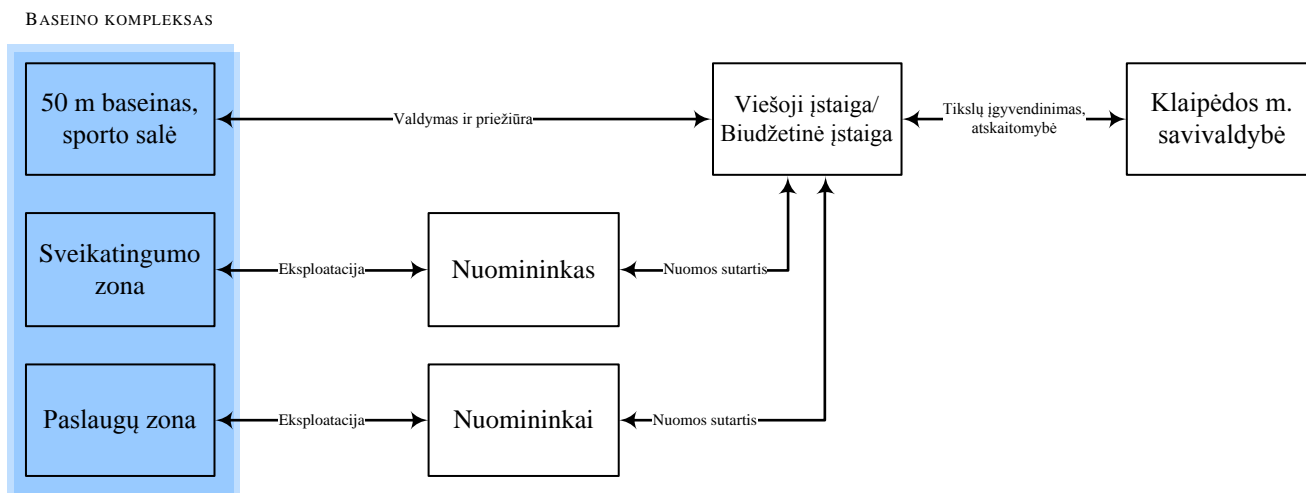 BASEINO KOMPLEKSAS
50 m baseinas,
sporto salė
Valdymas ir priežiūra
Viešoji įstaiga/
Biudžetinė įstaiga
Tikslų įgyvendinimas,
atskaitomybė
Klaipėdos m.
savivaldybė
Sveikatingumo
zona
Eksploatacija
Nuomininkas
Nuomos sutartis
Paslaugų zona
Eksploatacija
Nuomininkai
Nuomos sutartis